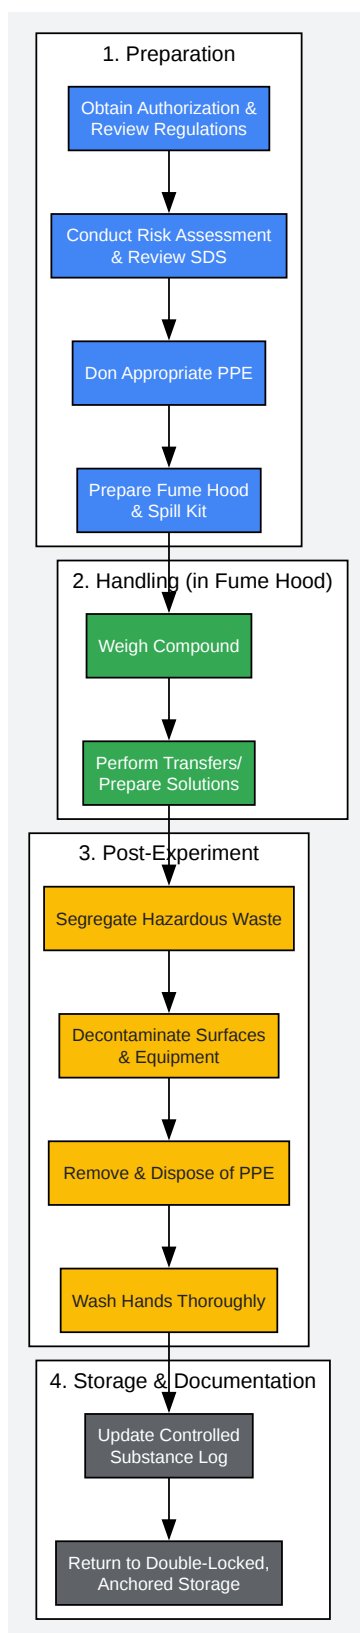 1. Preparation
Obtain Authorization &
Review Regulations
Conduct Risk Assessment
& Review SDS
Don Appropriate PPE
Prepare Fume Hood
& Spill Kit
2. Handling (in Fume Hood)
Weigh Compound
Perform Transfers/
Prepare Solutions
3. Post-Experiment
Segregate Hazardous Waste
Decontaminate Surfaces
& Equipment
Remove & Dispose of PPE
Wash Hands Thoroughly
4. Storage & Documentation
Update Controlled
Substance Log
Return to Double-Locked,
Anchored Storage